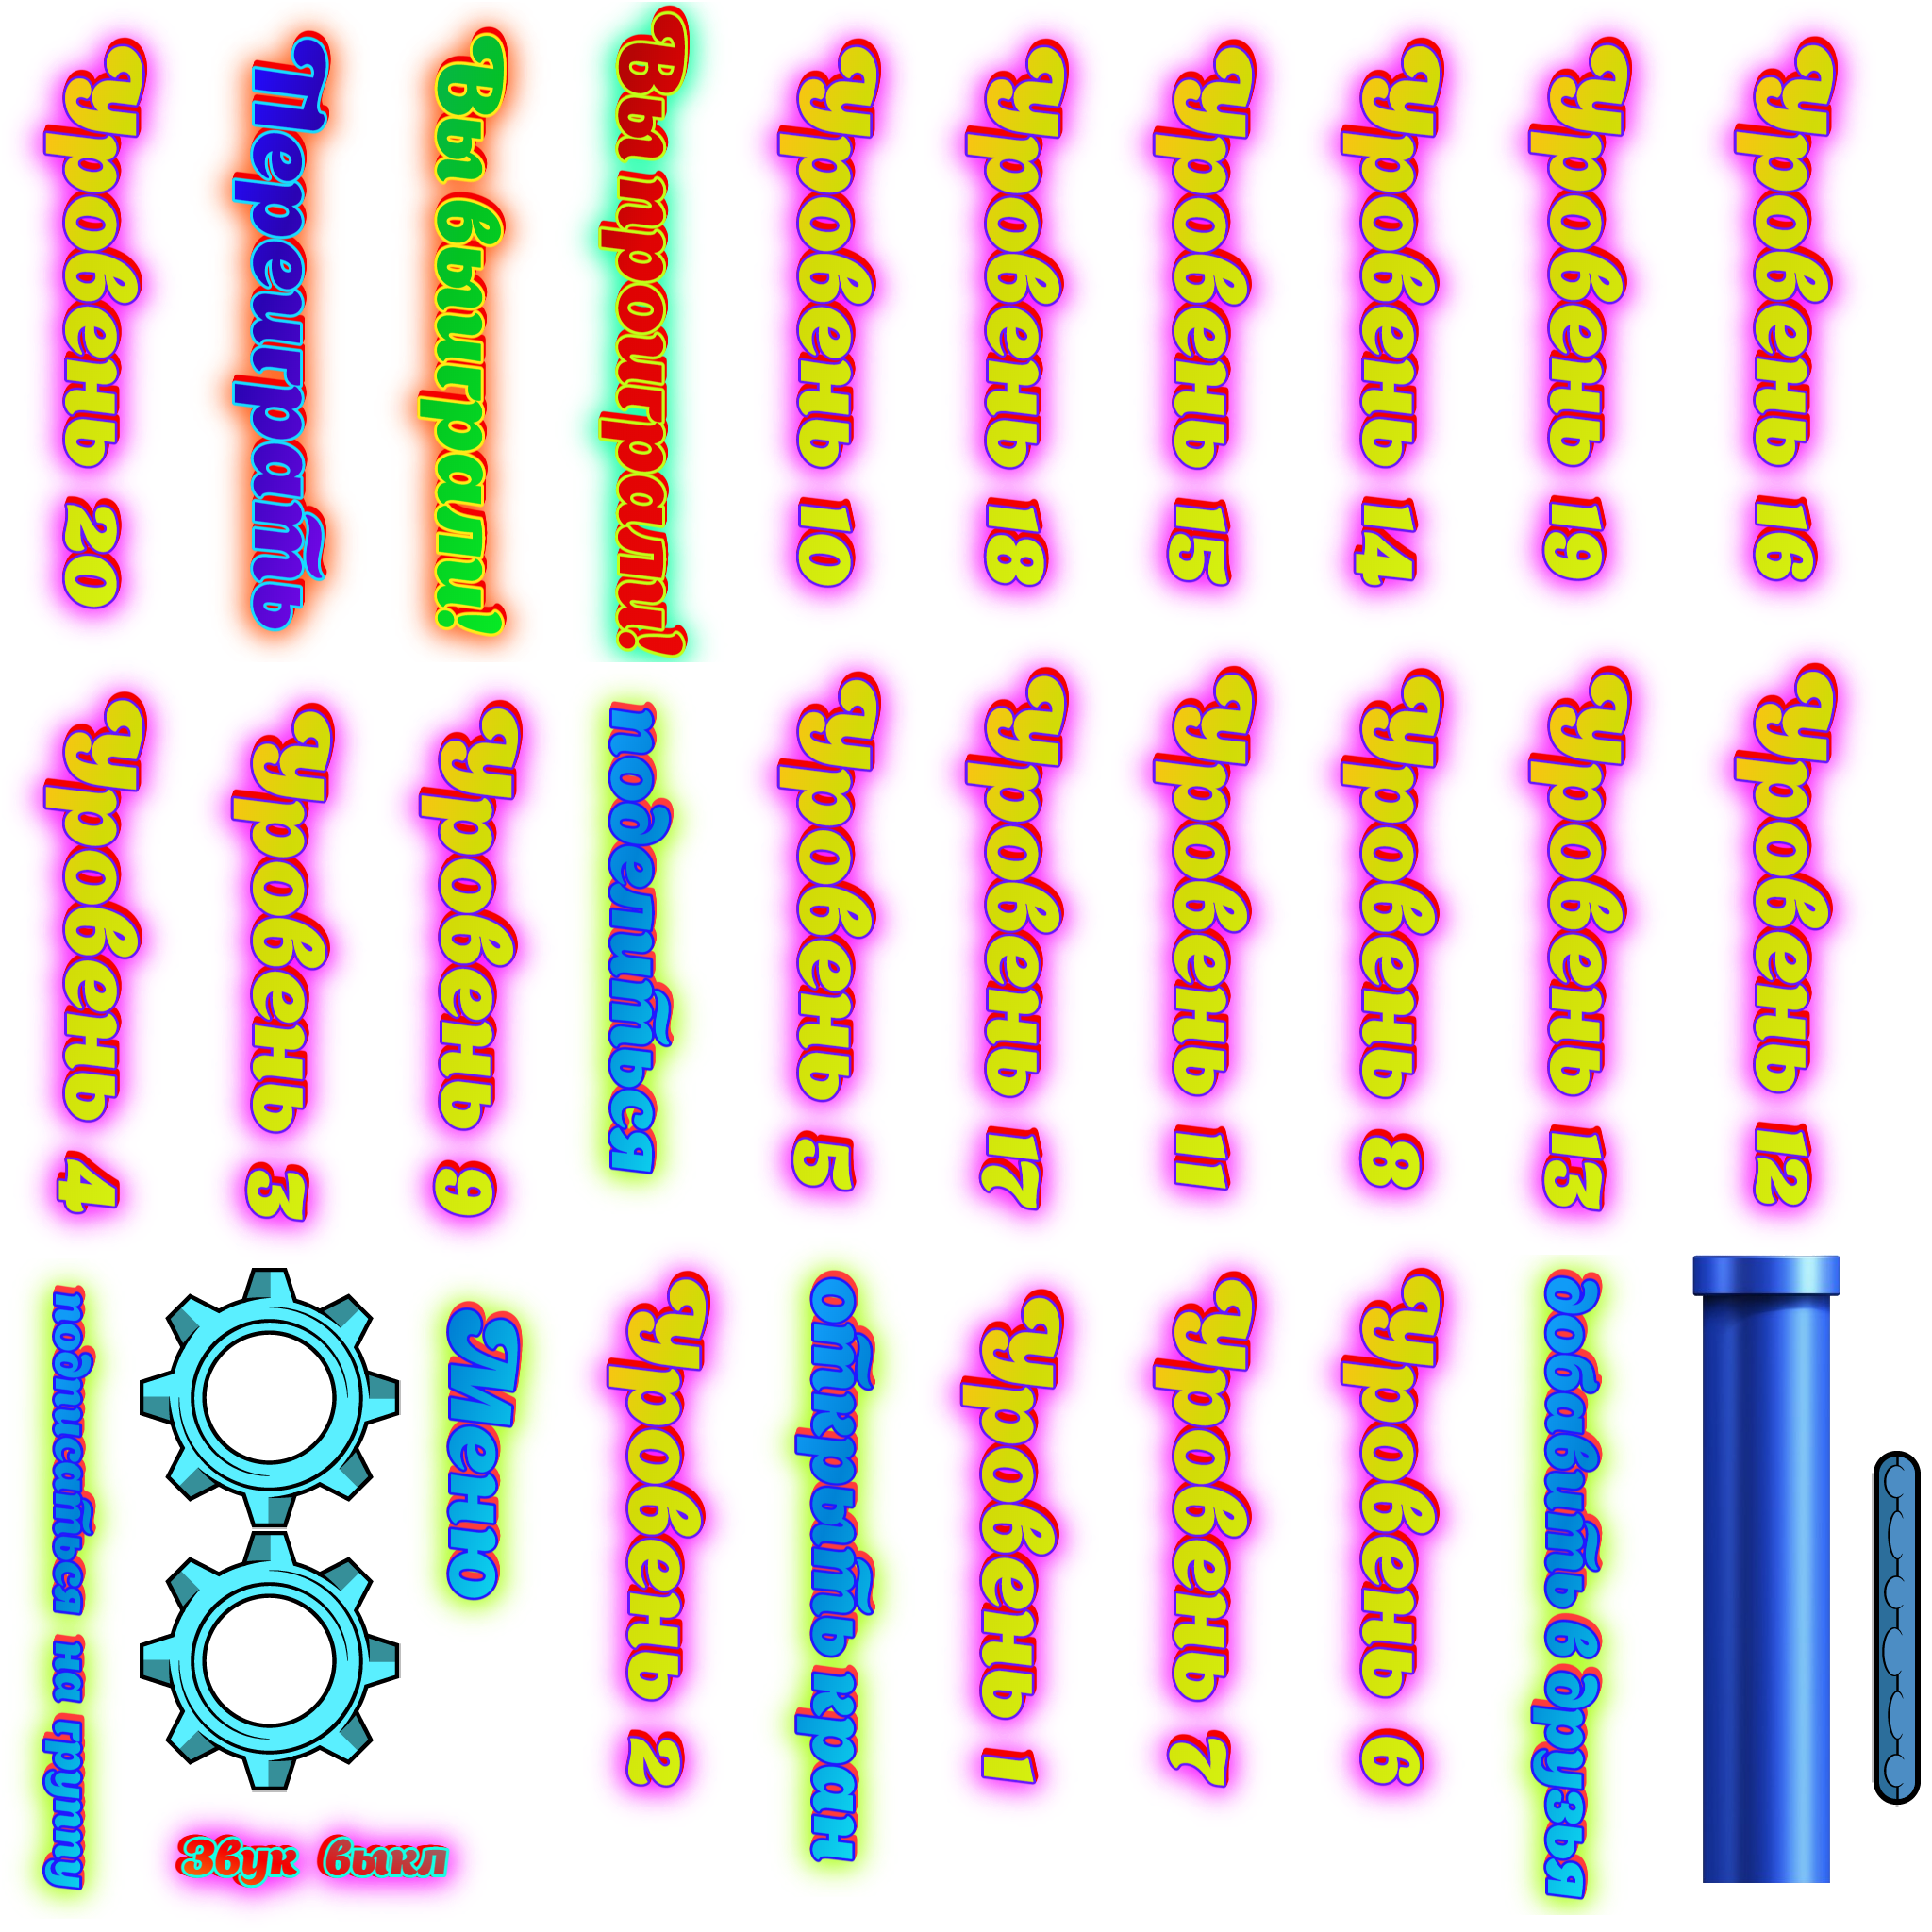 Уровень 20
Переиграть
Вы выиграли!
Вы проиграли!
Уровень 10
Уровень 18
Уровень 15
Уровень 14
Уровень 19
Уровень 16
Уровень 4
Уровень 3
Уровень 9
поделиться
Уровень 5
Уровень 17
Уровень 11
Уровень 8
Уровень 13
Уровень 12
подписаться на группу
Меню
Уровень 2
открыть кран
Уровень 1
Уровень 7
Уровень 6
добавить в друзья
Звук выкл